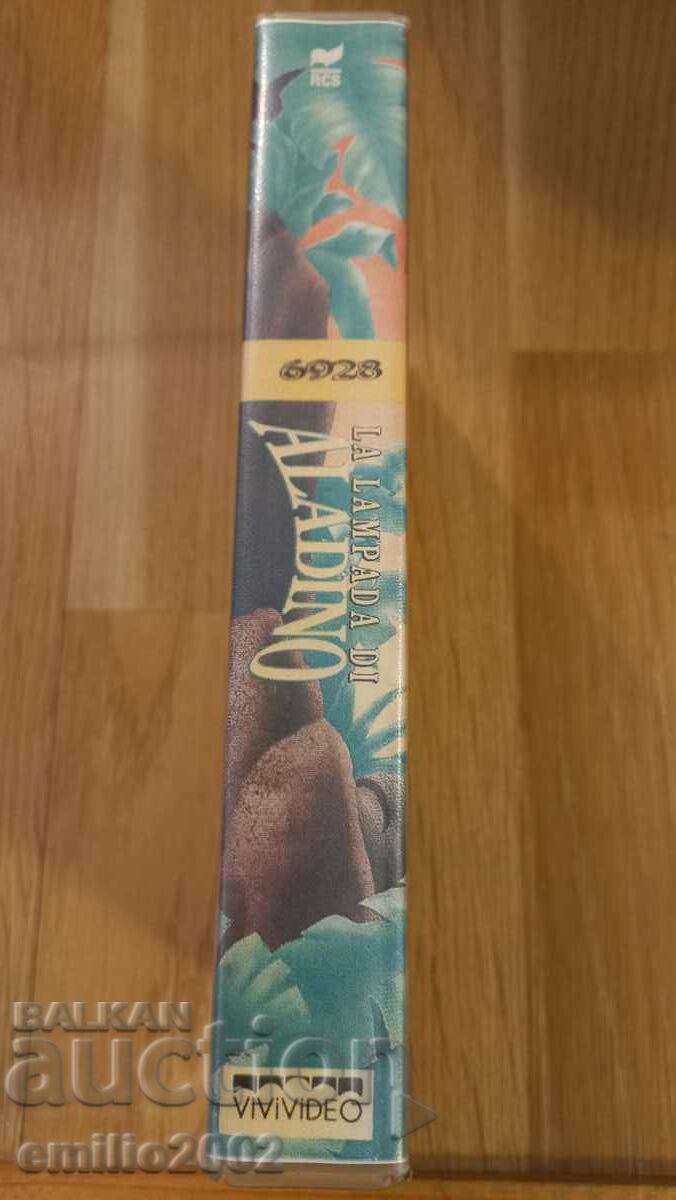 RCS
6928
LA LAMPADA DI
ALADINO
ViViViDEO
BALKAN
auction
emilio2002